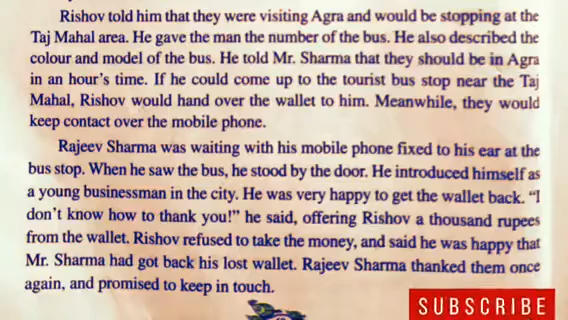 Rishov told him that they were visiting Agra and would be stopping at the
Taj Mahal area. He gave the man the number of the bus. He also described the
colour and model of the bus. He told Mr. Sharma that they should be in Agra
in an hour's time. If he could come up to the tourist bus stop near the Taj
Mahal, Rishov would hand over the wallet to him. Meanwhile, they would
keep contact over the mobile phone.
Rajeev Sharma was waiting with his mobile phone fixed to his ear at the
bus stop. When he saw the bus, he stood by the door. He introduced himself as
a young businessman in the city. He was very happy to get the wallet back. “I
don't know how to thank you!” he said, offering Rishov a thousand rupees
from the wallet. Rishov refused to take the money, and said he was happy that
Mr. Sharma had got back his lost wallet. Rajeev Sharma thanked them once
again, and promised to keep in touch.
SUBSCRIBE